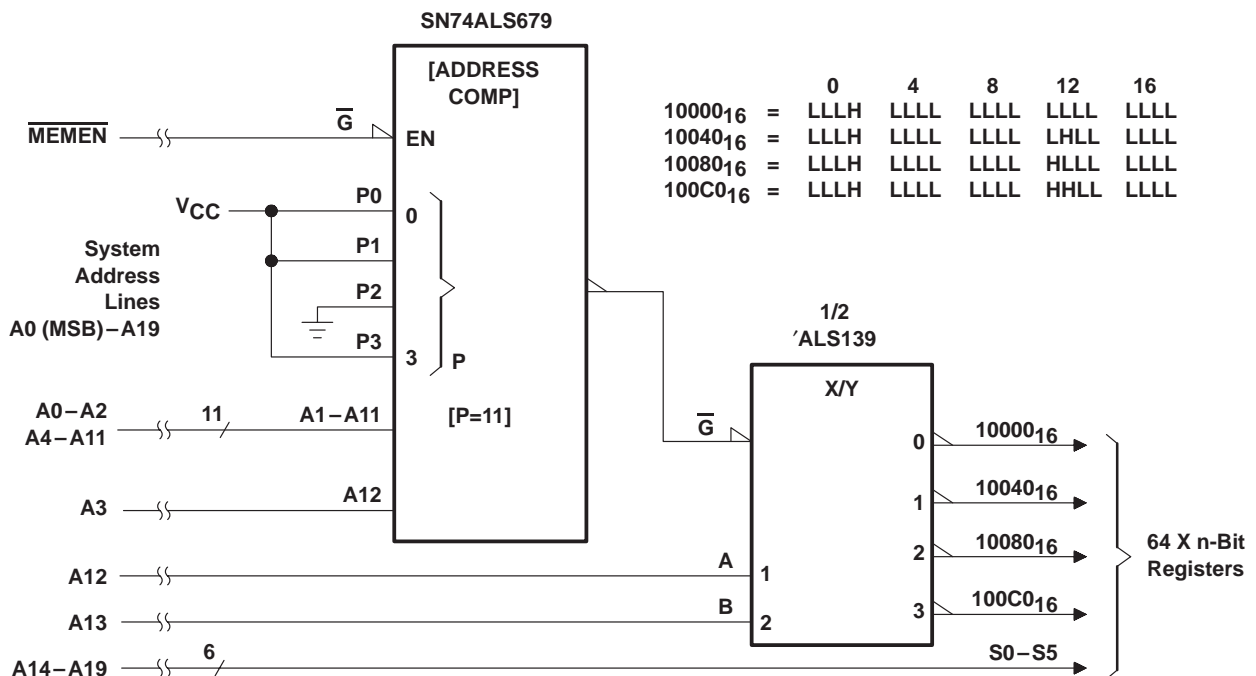 SN74ALS679
[ADDRESS
COMP]
0 4 8 12 16
10000₁₆ = LLLH LLLL LLLL LLLL LLLL
10040₁₆ = LLLH LLLL LLLL LHLL LLLL
10080₁₆ = LLLH LLLL LLLL HLLL LLLL
100C0₁₆ = LLLH LLLL LLLL HHLL LLLL
M̅E̅M̅E̅N̅
G̅
EN
VCC
P0
0
P1
P2
P3
3
P
System
Address
Lines
A0 (MSB)–A19
1/2
′ALS139
X/Y
A0–A2
A4–A11
11
A1–A11
[P=11]
G̅
0
10000₁₆
A3
A12
1
10040₁₆
2
10080₁₆
64 X n-Bit
Registers
A12
A
1
3
100C0₁₆
A13
B
2
A14–A19
6
S0–S5